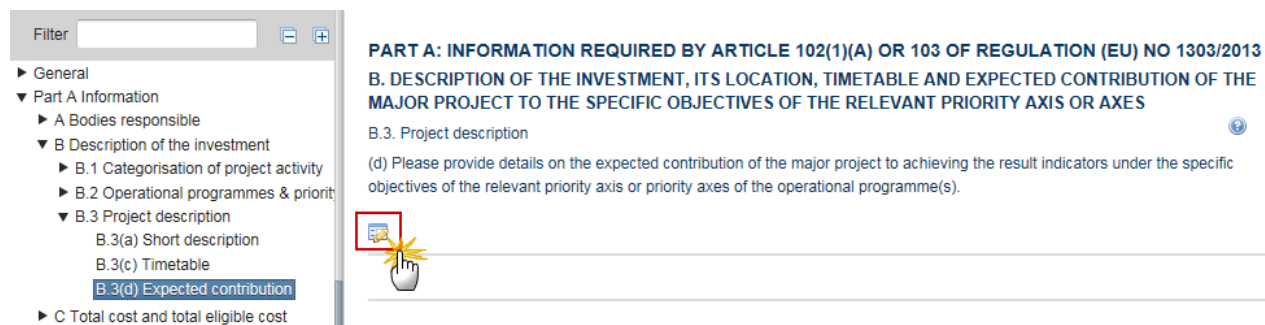 Filter
General
Part A Information
A Bodies responsible
B Description of the investment
B.1 Categorisation of project activity
B.2 Operational programmes & priorit
B.3 Project description
B.3(a) Short description
B.3(c) Timetable
B.3(d) Expected contribution
C Total cost and total eligible cost
PART A: INFORMATION REQUIRED BY ARTICLE 102(1)(A) OR 103 OF REGULATION (EU) NO 1303/2013
B. DESCRIPTION OF THE INVESTMENT, ITS LOCATION, TIMETABLE AND EXPECTED CONTRIBUTION OF THE
MAJOR PROJECT TO THE SPECIFIC OBJECTIVES OF THE RELEVANT PRIORITY AXIS OR AXES
B.3. Project description
(d) Please provide details on the expected contribution of the major project to achieving the result indicators under the specific
objectives of the relevant priority axis or priority axes of the operational programme(s).